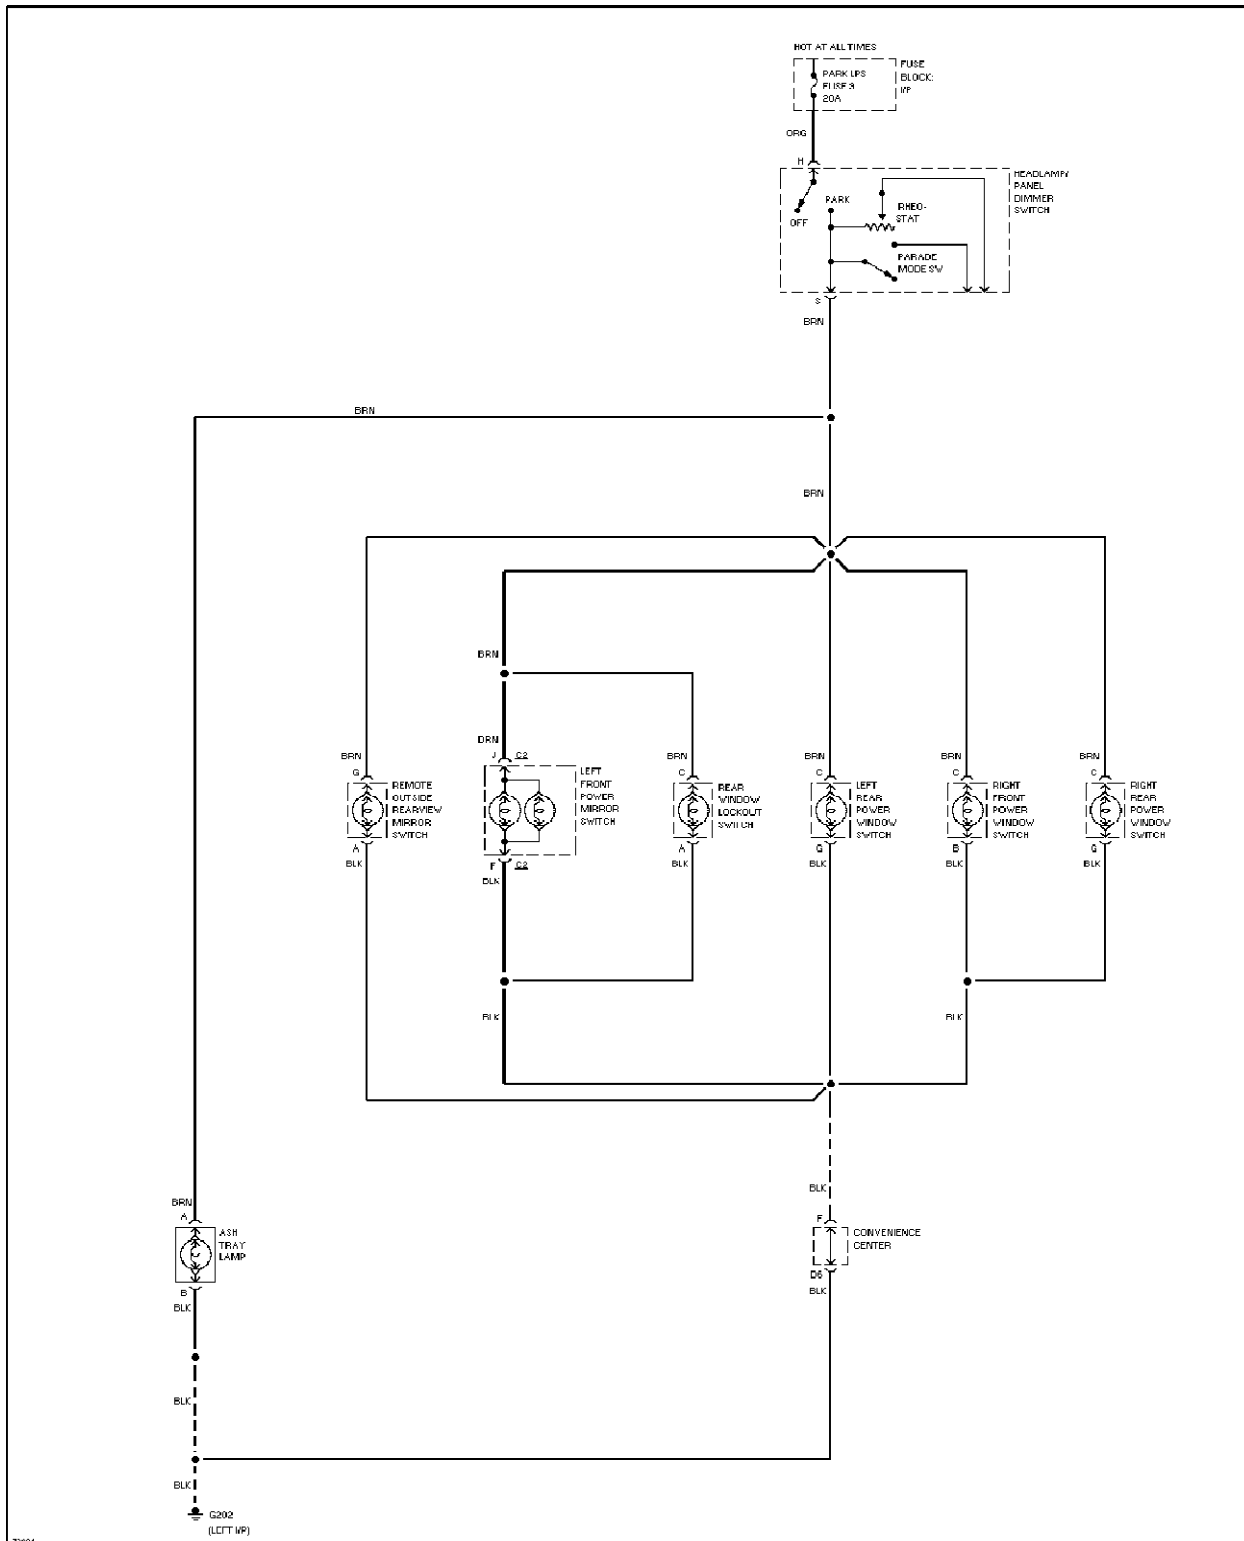 HOT AT ALL TIMES
PARK LPS
FUSE 3
20A
FUSE
BLOCK:
I/P
ORG
H
HEADLAMP/
PANEL
DIMMER
SWITCH
PARK
OFF
RHEO-
STAT
PARADE
MODE SW
S
BRN
BRN
BRN
BRN
BRN
G
REMOTE
OUTSIDE
REARVIEW
MIRROR
SWITCH
A
BLK
BRN
J C2
LEFT
FRONT
POWER
MIRROR
SWITCH
F C2
BLK
BRN
C
REAR
WINDOW
LOCKOUT
SWITCH
A
BLK
BRN
C
LEFT
REAR
POWER
WINDOW
SWITCH
G
BLK
BRN
C
RIGHT
FRONT
POWER
WINDOW
SWITCH
B
BLK
BRN
C
RIGHT
REAR
POWER
WINDOW
SWITCH
G
BLK
BLK
BLK
BLK
F
CONVENIENCE
CENTER
D6
BLK
BRN
A
ASH
TRAY
LAMP
B
BLK
BLK
BLK
G202
(LEFT I/P)